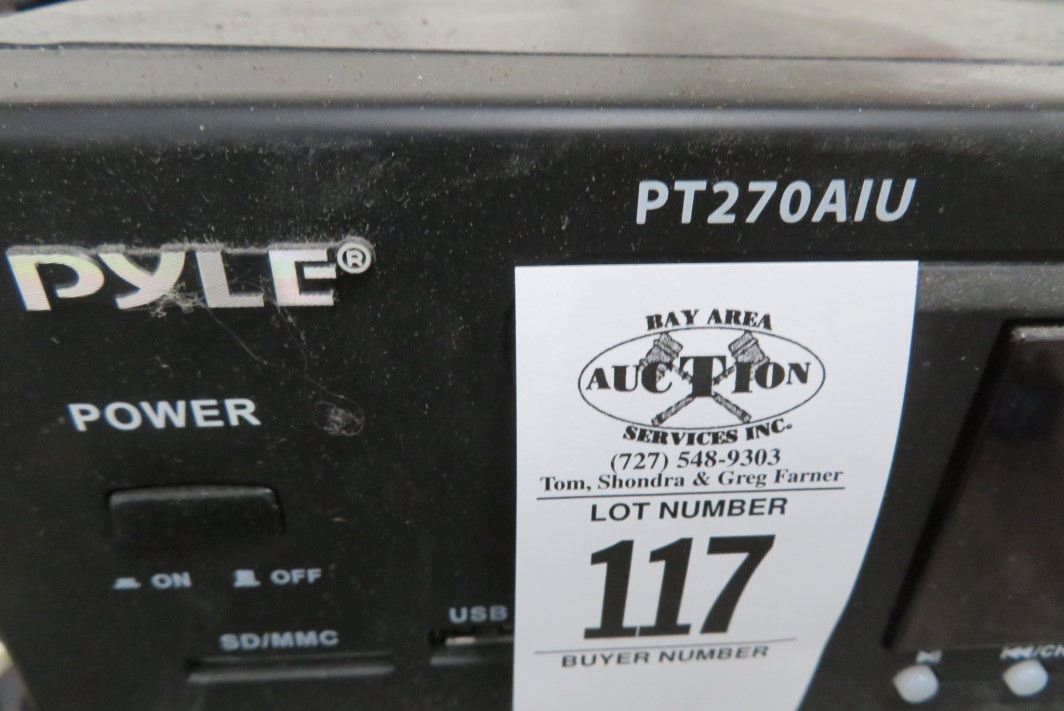 PT270AIU
PYLE®
POWER
ON OFF
SD/MMC
USB
BAY AREA
AUCTION
SERVICES INC.
(727) 548-9303
Tom, Shondra & Greg Farner
LOT NUMBER
117
BUYER NUMBER